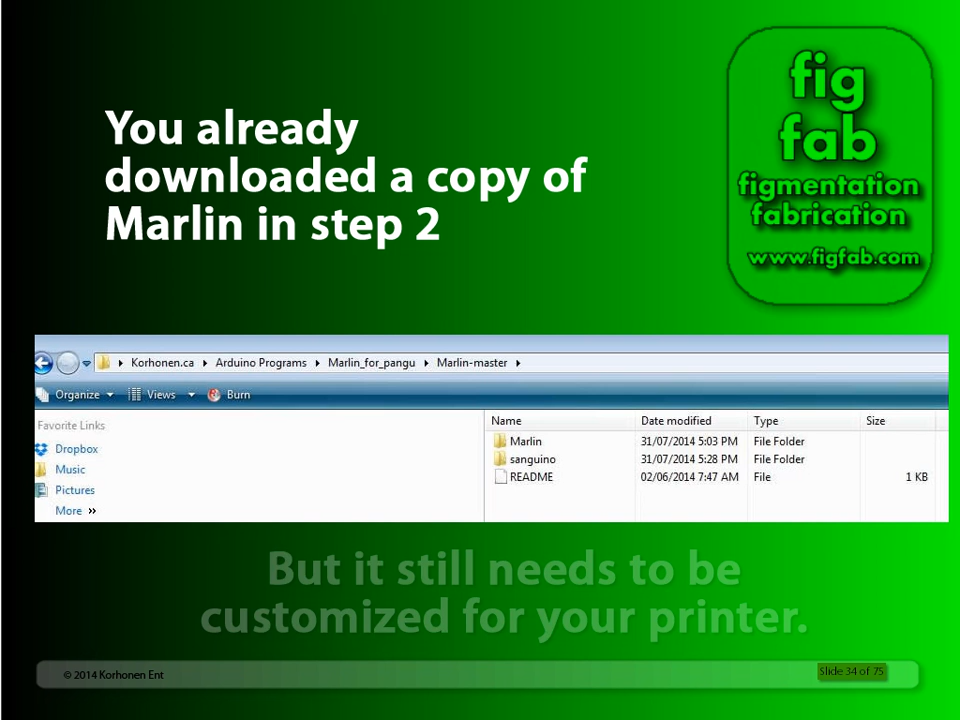 You already
downloaded a copy of
Marlin in step 2
fig
fab
figmentation
fabrication
www.figfab.com
Korhonen.ca Arduino Programs Marlin_for_pangu Marlin-master
Organize Views Burn
Favorite Links
Dropbox
Music
Pictures
More »
Name Date modified Type Size
Marlin 31/07/2014 5:03 PM File Folder
sanguino 31/07/2014 5:28 PM File Folder
README 02/06/2014 7:47 AM File 1 KB
But it still needs to be
customized for your printer.
© 2014 Korhonen Ent
Slide 34 of 75